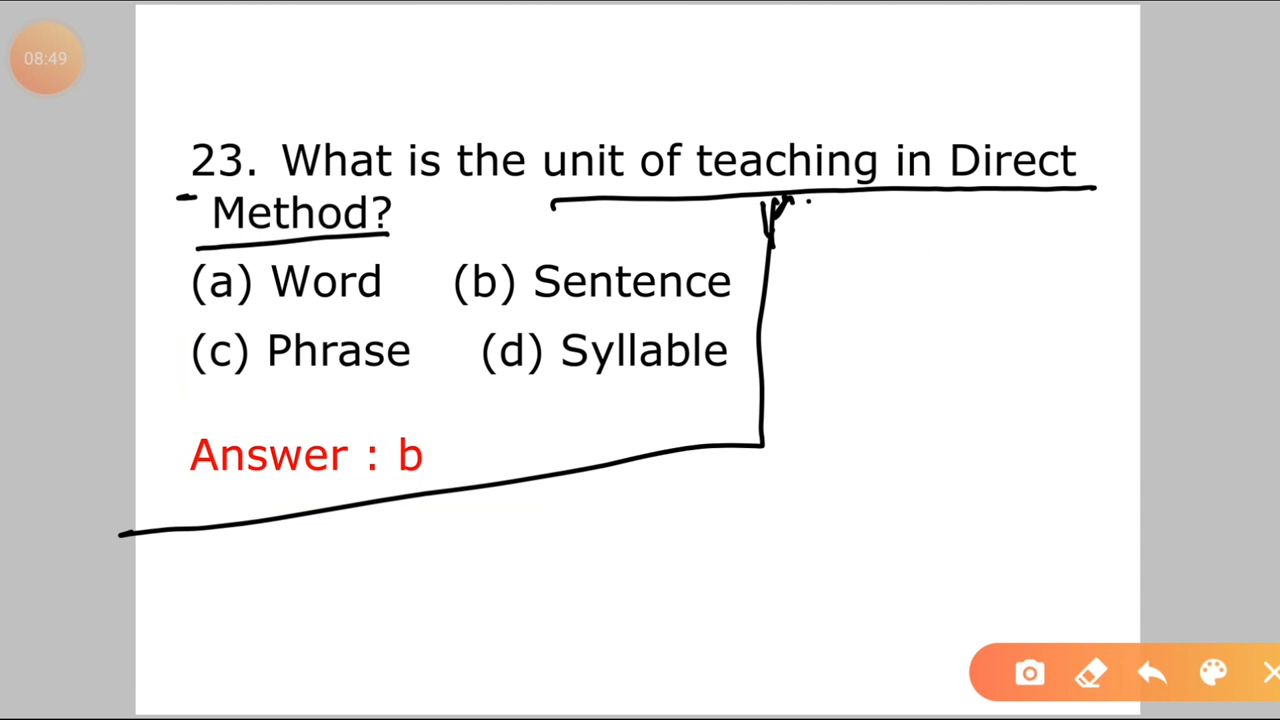 08:49
23. What is the unit of teaching in Direct
Method?
(a) Word (b) Sentence
(c) Phrase (d) Syllable
Answer : b